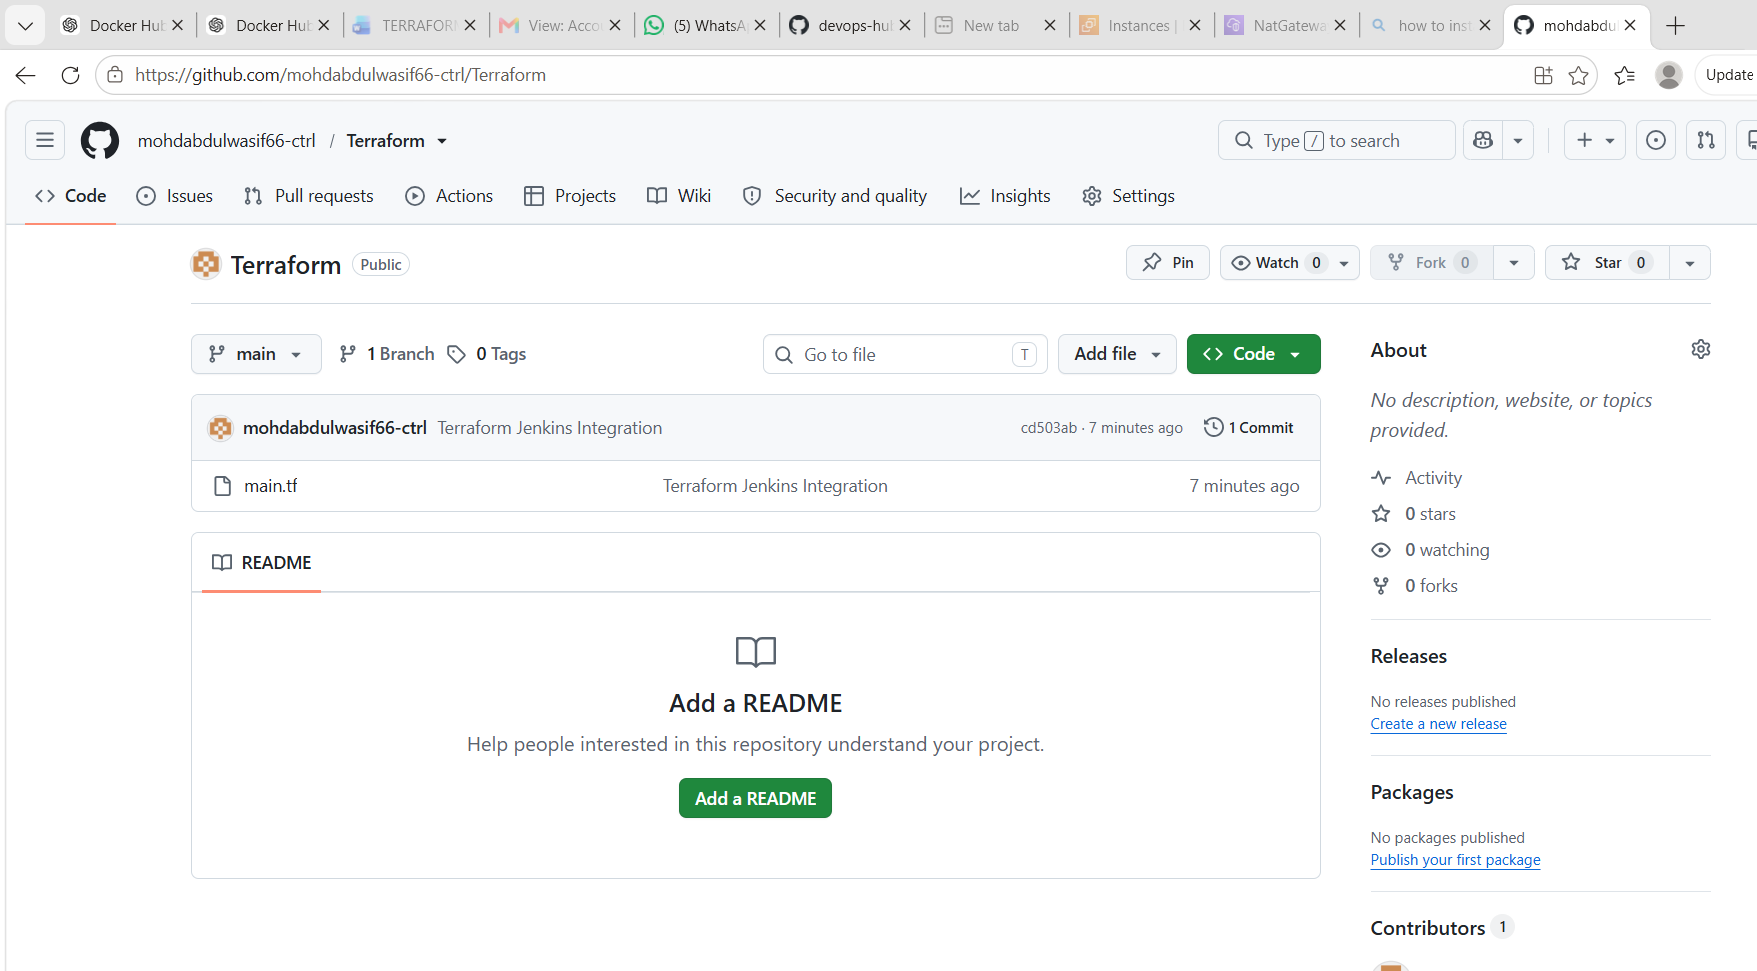 Docker Hub
Docker Hub
TERRAFORM
View: Acco
(5) WhatsA
devops-hub
New tab
Instances |
NatGatewa
how to inst
mohdabdul
https://github.com/mohdabdulwasif66-ctrl/Terraform
Update
mohdabdulwasif66-ctrl / Terraform
Type / to search
Code
Issues
Pull requests
Actions
Projects
Wiki
Security and quality
Insights
Settings
Terraform Public
Pin
Watch 0
Fork 0
Star 0
main
1 Branch
0 Tags
Go to file T
Add file
Code
mohdabdulwasif66-ctrl Terraform Jenkins Integration
cd503ab · 7 minutes ago
1 Commit
main.tf
Terraform Jenkins Integration
7 minutes ago
README
Add a README
Help people interested in this repository understand your project.
Add a README
About
No description, website, or topics
provided.
Activity
0 stars
0 watching
0 forks
Releases
No releases published
Create a new release
Packages
No packages published
Publish your first package
Contributors 1